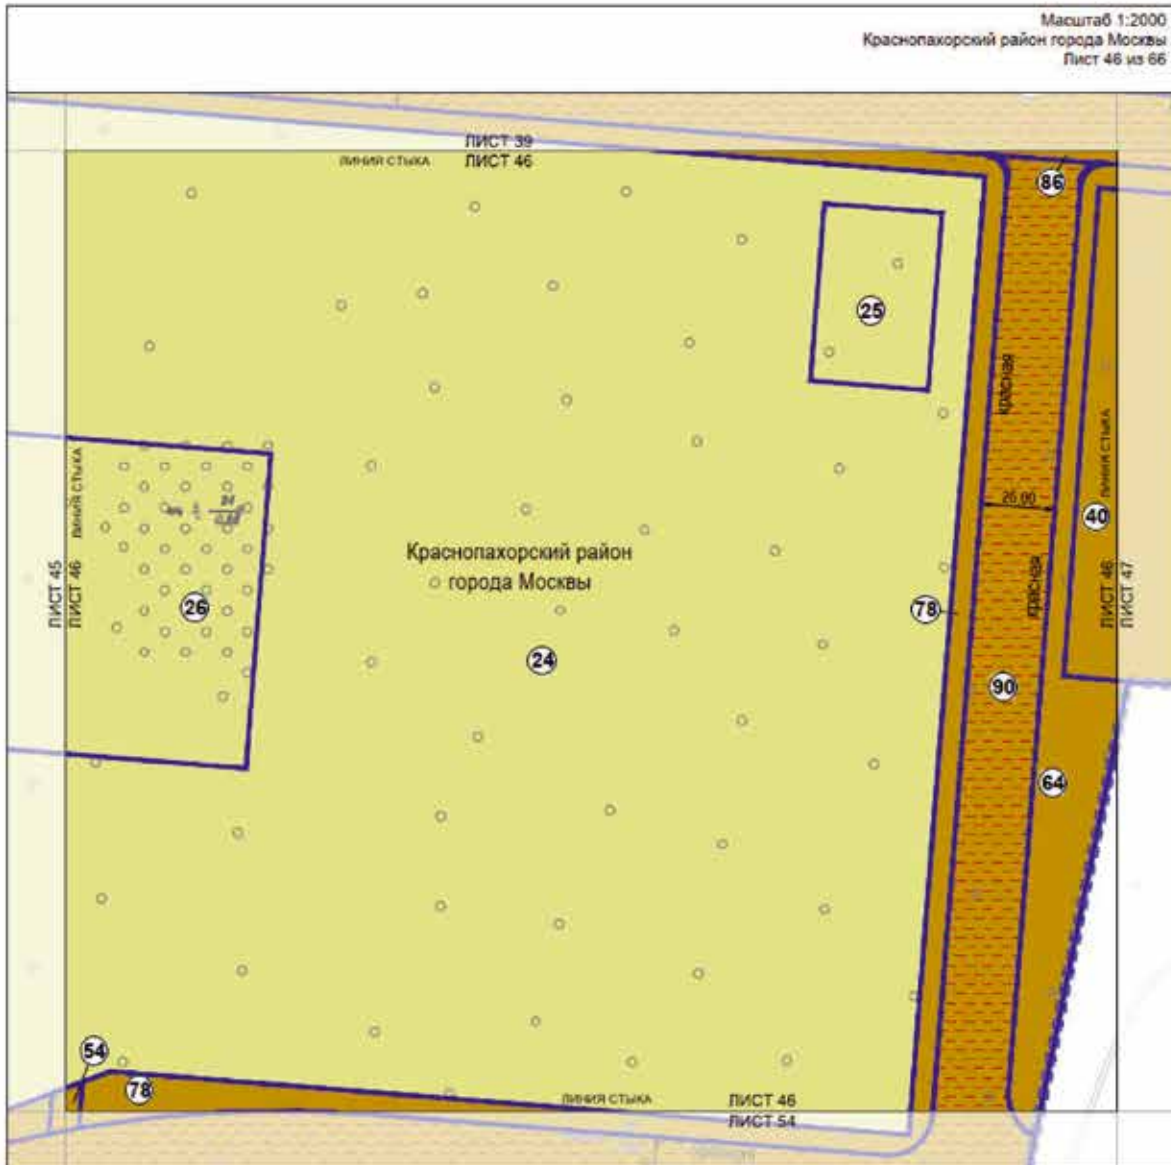 Масштаб 1:2000
Краснопахорский район города Москвы
Лист 46 из 66
ЛИСТ 39
ЛИНИЯ СТЫКА ЛИСТ 46
86
25
красная
ЛИНИЯ СТЫКА
ЛИНИЯ СТЫКА
26.00
40
Краснопахорский район
города Москвы
ЛИСТ 45
ЛИСТ 46
26
78
красная
ЛИСТ 46
ЛИСТ 47
24
90
64
54
78
ЛИНИЯ СТЫКА ЛИСТ 46
ЛИСТ 54